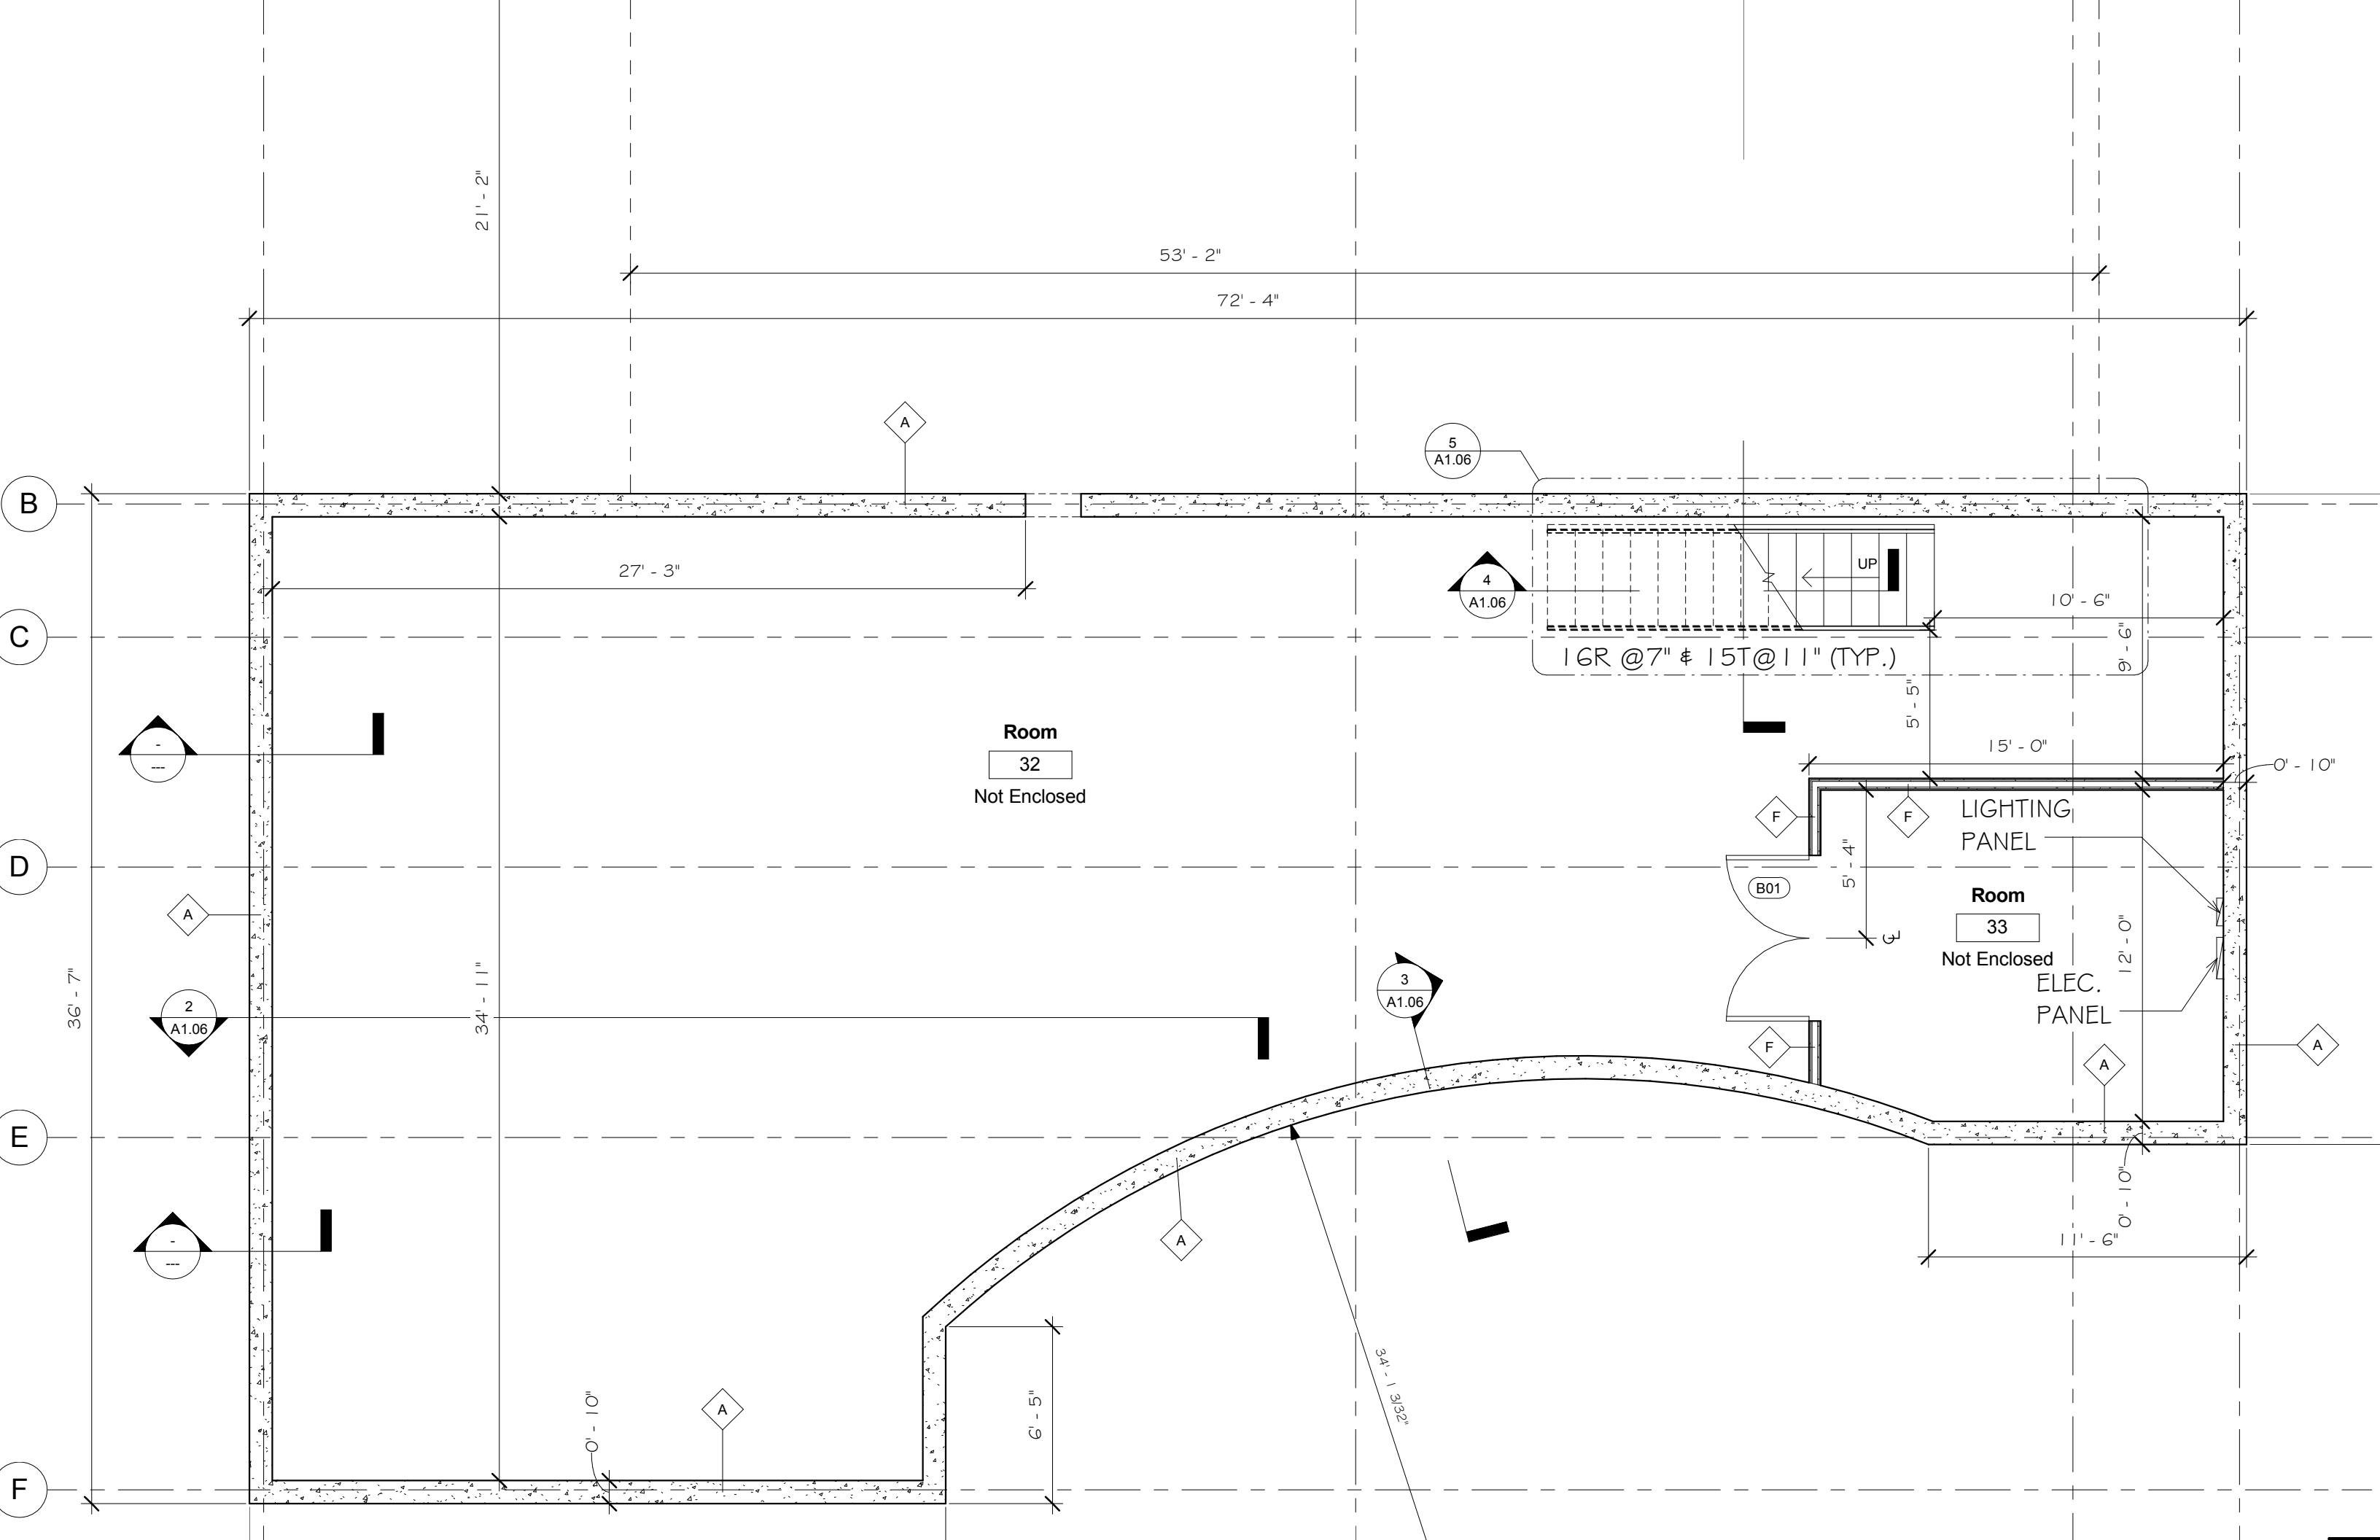 21' - 2"
53' - 2"
72' - 4"
A
5
A1.06
B
27' - 3"
4
A1.06
UP
10' - 6"
C
9' - 6"
16R @7" & 15T@11" (TYP.)
5' - 5"
Room
32
Not Enclosed
-
---
15' - 0"
0' - 10"
F
F
LIGHTING
PANEL
D
5' - 4"
B01
A
Room
33
Not Enclosed
CL
12' - 0"
36' - 7"
34' - 11"
2
A1.06
3
A1.06
ELEC.
PANEL
F
A
A
E
0' - 10"
-
---
A
11' - 6"
34' - 1 3/32"
0' - 10"
A
6' - 5"
F